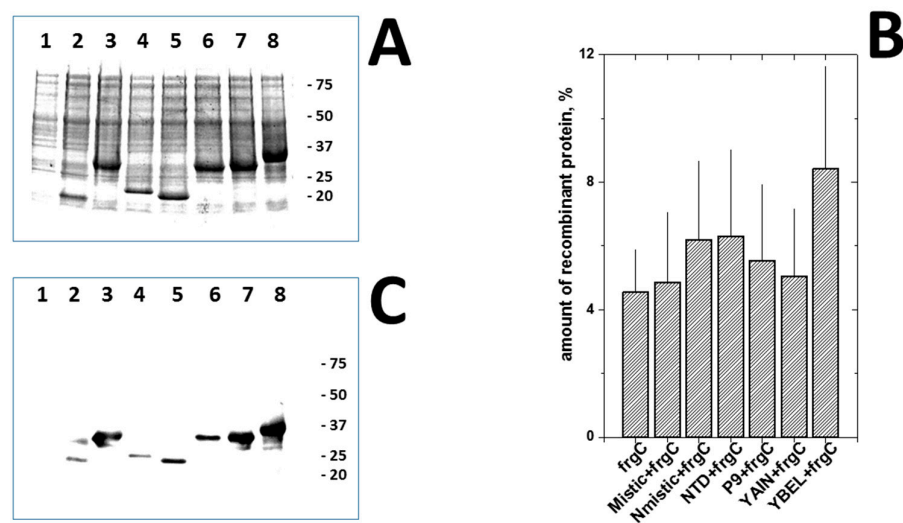 A
1 2 3 4 5 6 7 8
- 75
- 50
- 37
- 25
- 20
B
amount of recombinant protein, %
12
8
4
0
frgC
Mistic+frgC
Nmistic+frgC
NTD+frgC
P9+frgC
YAIN+frgC
YBEL+frgC
C
1 2 3 4 5 6 7 8
- 75
- 50
- 37
- 25
- 20